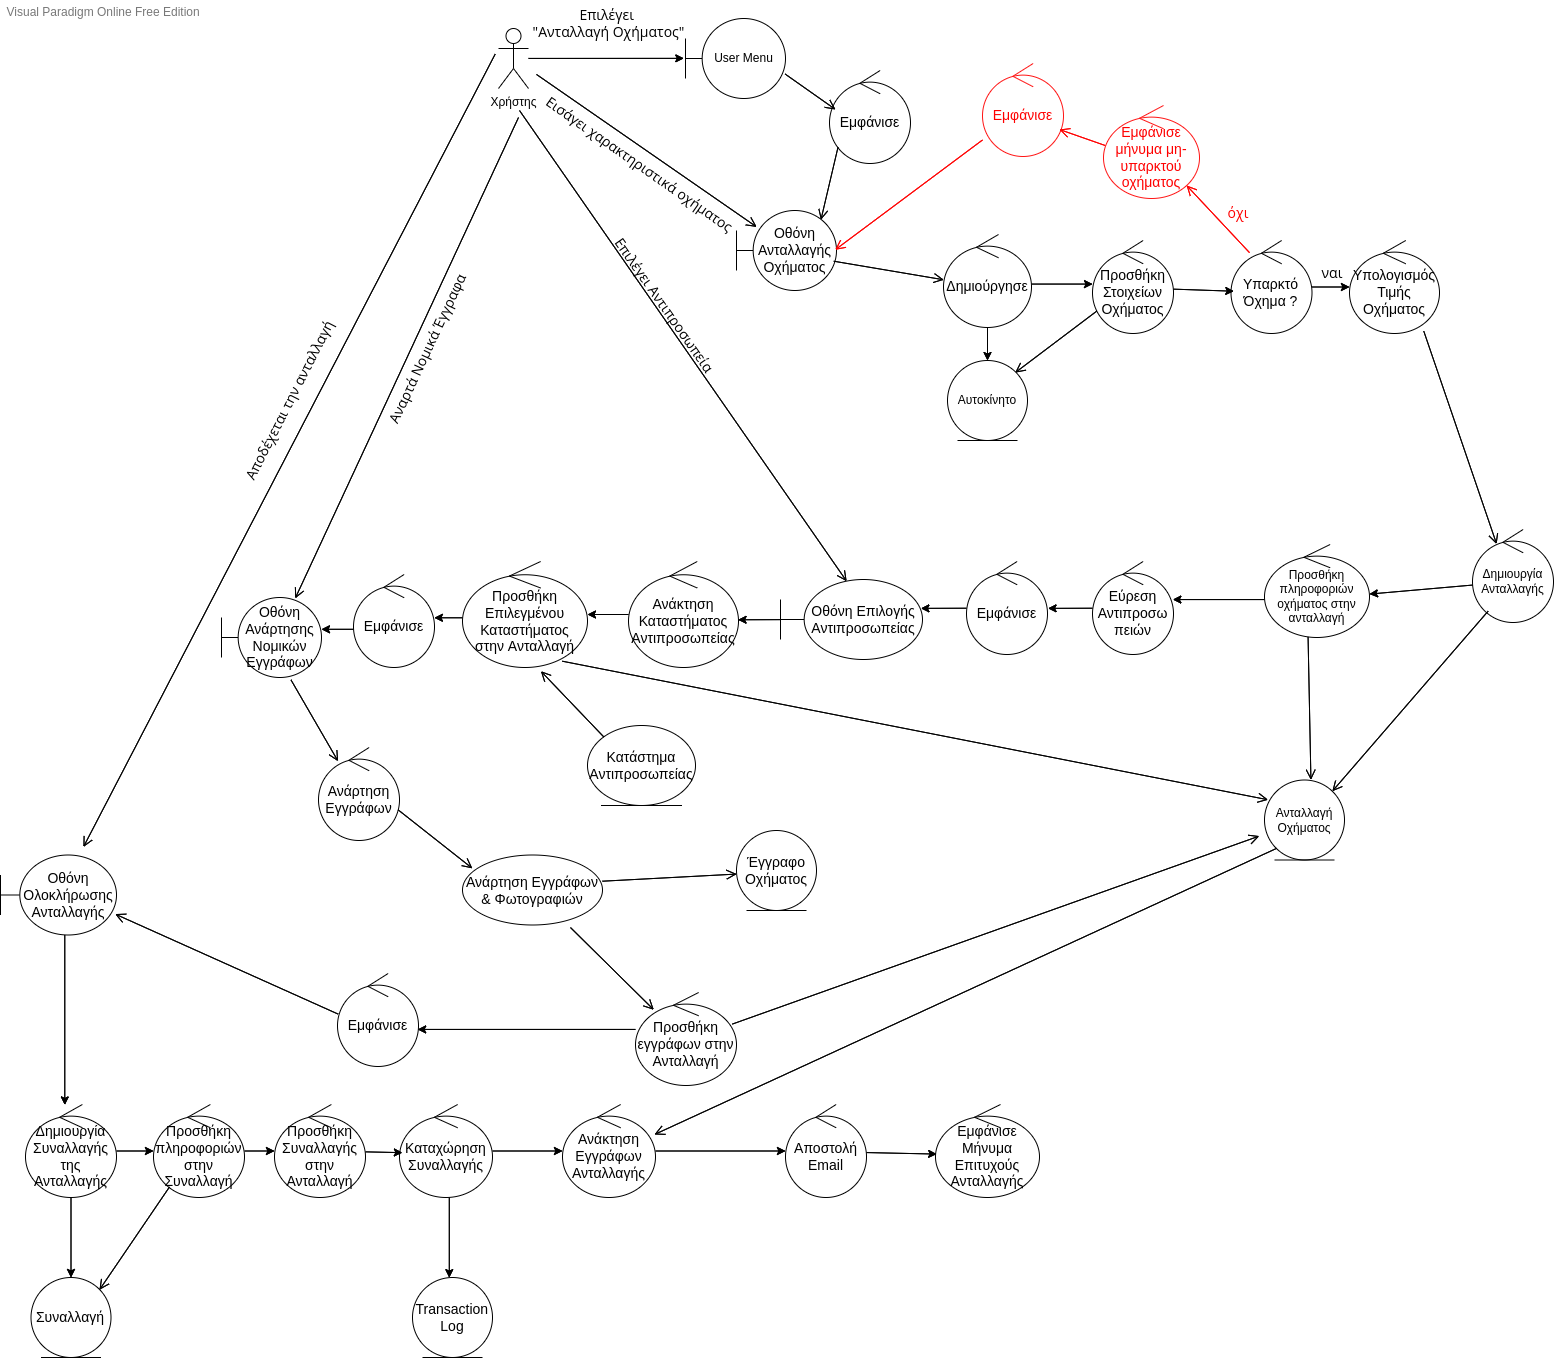 Visual Paradigm Online Free Edition
Επιλέγει
"Ανταλλαγή Οχήματος"
User Menu
Χρήστης
Εμφάνισε
Εμφάνισε
Εμφάνισε
μήνυμα μη-
υπαρκτού
οχήματος
όχι
Εισάγει χαρακτηριστικά οχήματος
Οθόνη
Ανταλλαγής
Οχήματος
Δημιούργησε
Προσθήκη
Στοιχείων
Οχήματος
Υπαρκτό
Όχημα ?
ναι
Υπολογισμός
Τιμής
Οχήματος
Αυτοκίνητο
Επιλέγει Αντιπροσωπεία
Αναρτά Νομικά Έγγραφα
Αποδέχεται την ανταλλαγή
Οθόνη
Ανάρτησης
Νομικών
Εγγράφων
Εμφάνισε
Προσθήκη
Επιλεγμένου
Καταστήματος
στην Ανταλλαγή
Ανάκτηση
Καταστήματος
Αντιπροσωπείας
Οθόνη Επιλογής
Αντιπροσωπείας
Εμφάνισε
Εύρεση
Αντιπροσω
πειών
Προσθήκη
πληροφοριών
οχήματος στην
ανταλλαγή
Δημιουργία
Ανταλλαγής
Κατάστημα
Αντιπροσωπείας
Ανάρτηση
Εγγράφων
Ανταλλαγή
Οχήματος
Ανάρτηση Εγγράφων
& Φωτογραφιών
Έγγραφο
Οχήματος
Οθόνη
Ολοκλήρωσης
Ανταλλαγής
Εμφάνισε
Προσθήκη
εγγράφων στην
Ανταλλαγή
Δημιουργία
Συναλλαγής
της
Ανταλλαγής
Προσθήκη
πληροφοριών
στην
Συναλλαγή
Προσθήκη
Συναλλαγής
στην
Ανταλλαγή
Καταχώρηση
Συναλλαγής
Ανάκτηση
Εγγράφων
Ανταλλαγής
Αποστολή
Email
Εμφάνισε
Μήνυμα
Επιτυχούς
Ανταλλαγής
Συναλλαγή
Transaction
Log